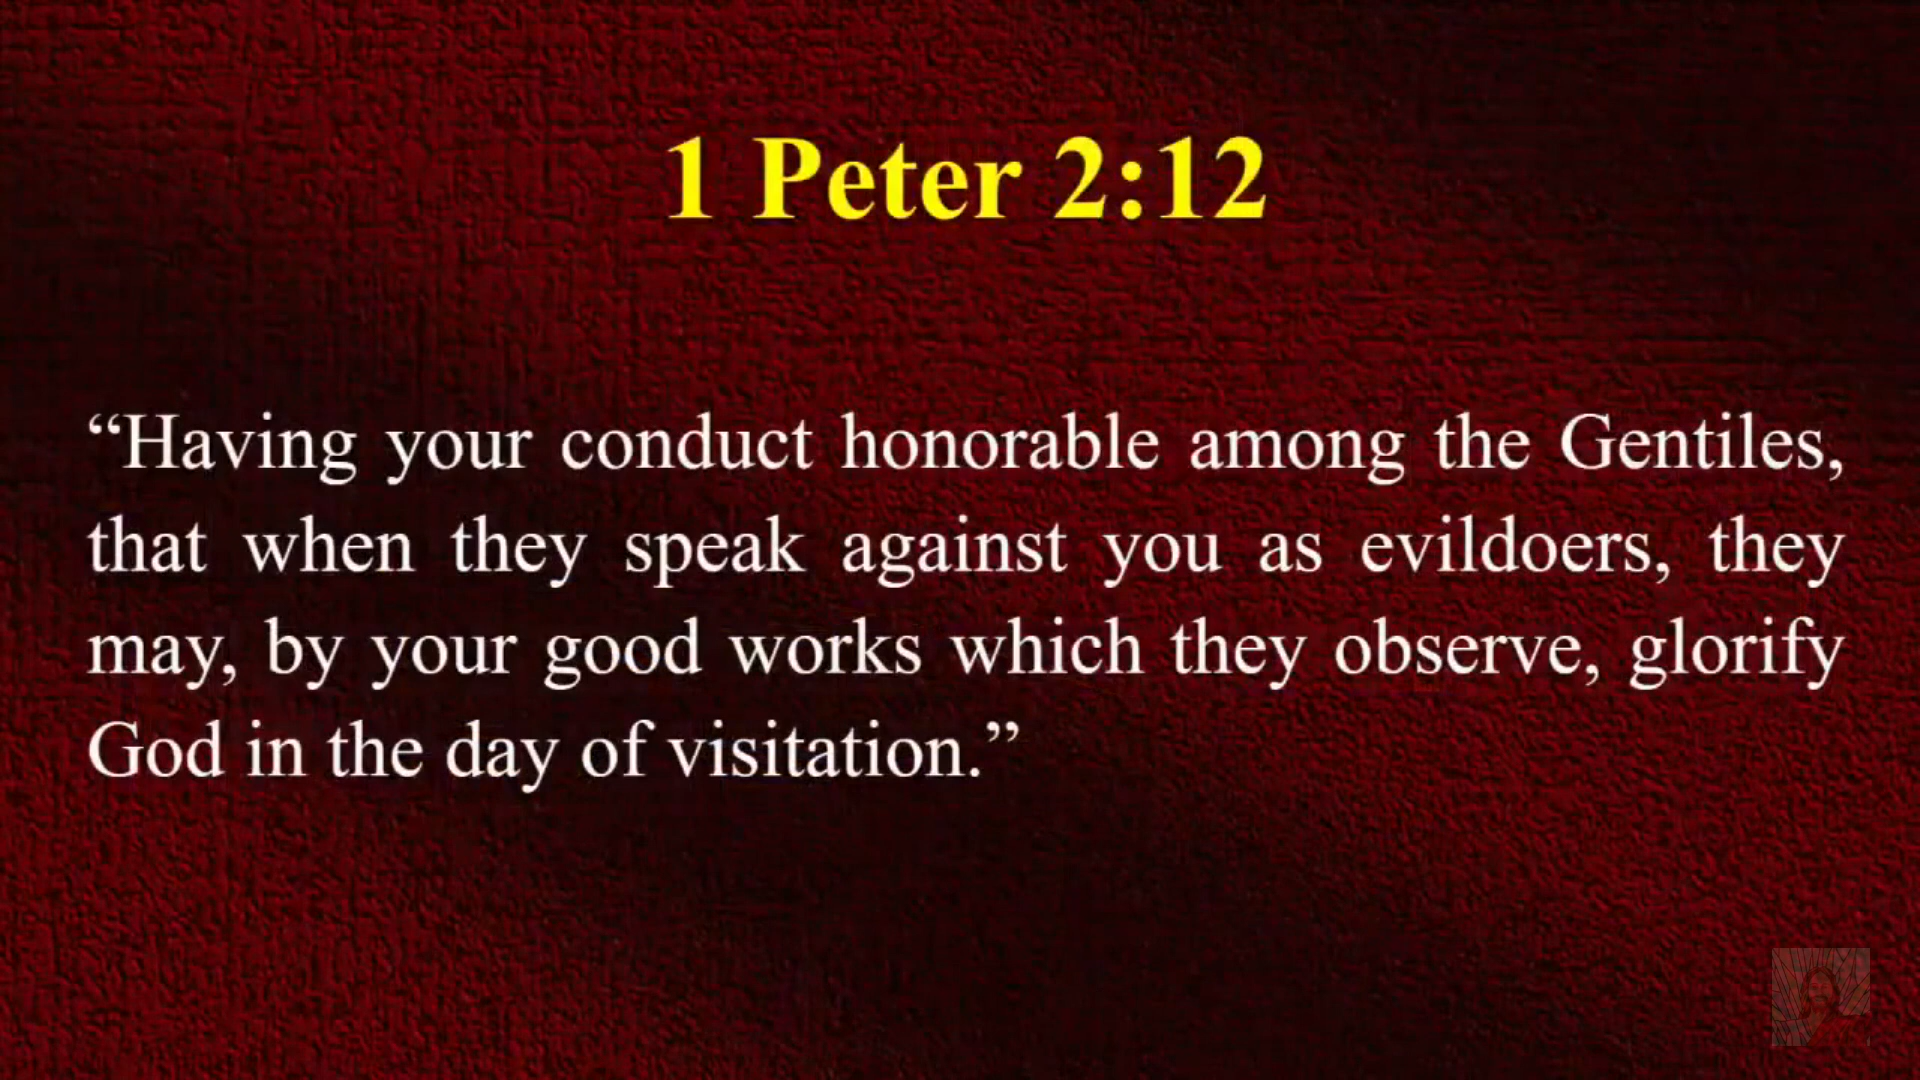 1 Peter 2:12
“Having your conduct honorable among the Gentiles,
that when they speak against you as evildoers, they
may, by your good works which they observe, glorify
God in the day of visitation.”